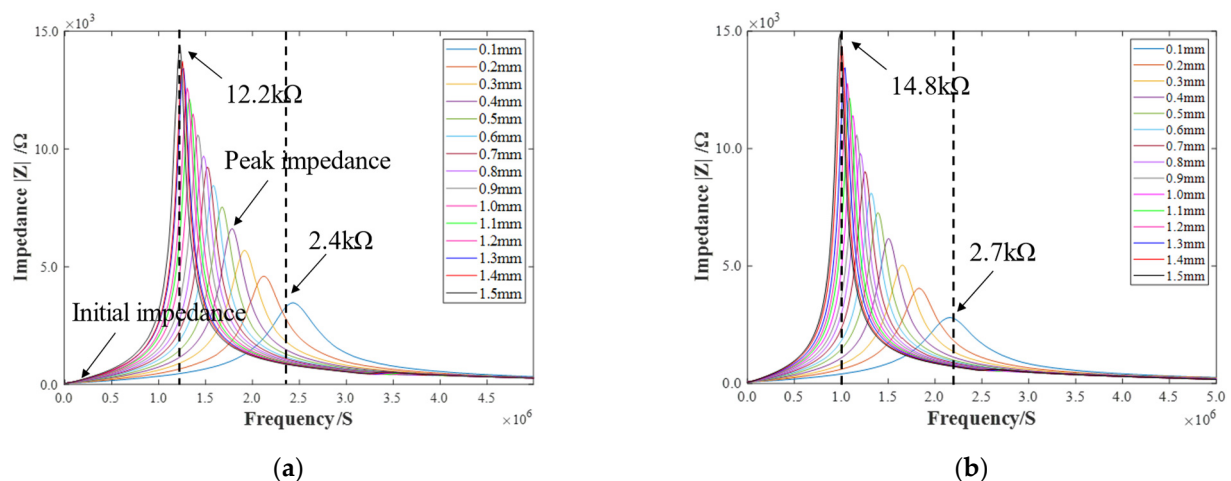 15.0
×10³
10.0
5.0
0.0
Impedance |Z| /Ω
12.2kΩ
Peak impedance
2.4kΩ
Initial impedance
0.1mm
0.2mm
0.3mm
0.4mm
0.5mm
0.6mm
0.7mm
0.8mm
0.9mm
1.0mm
1.1mm
1.2mm
1.3mm
1.4mm
1.5mm
0.0 0.5 1.0 1.5 2.0 2.5 3.0 3.5 4.0 4.5
Frequency/S
×10⁶
(a)
15.0
×10³
10.0
5.0
0.0
Impedance |Z| /Ω
14.8kΩ
2.7kΩ
0.1mm
0.2mm
0.3mm
0.4mm
0.5mm
0.6mm
0.7mm
0.8mm
0.9mm
1.0mm
1.1mm
1.2mm
1.3mm
1.4mm
1.5mm
0.0 0.5 1.0 1.5 2.0 2.5 3.0 3.5 4.0 4.5 5.0
Frequency/S
×10⁶
(b)